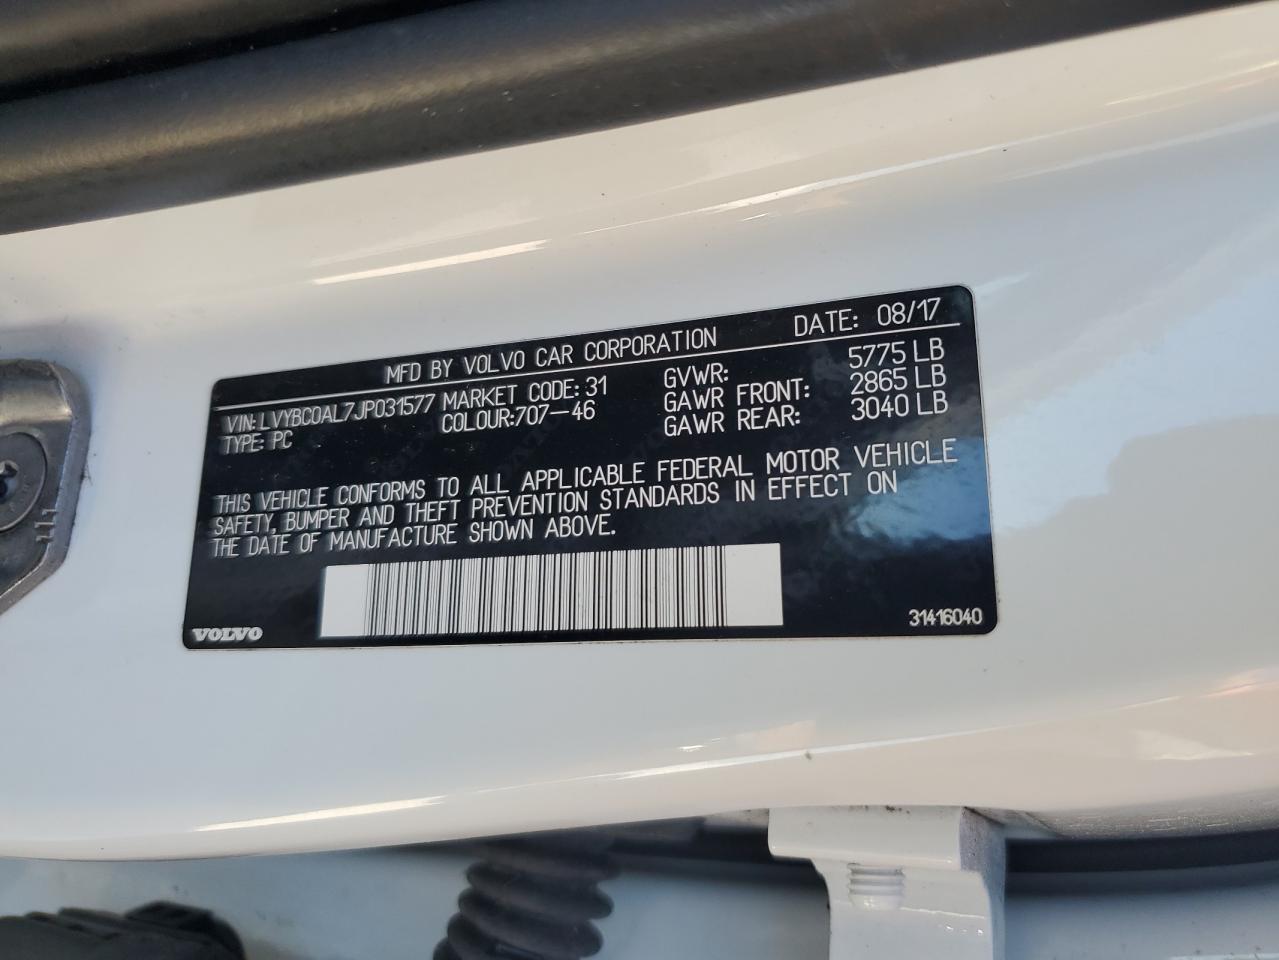 MFD BY VOLVO CAR CORPORATION DATE: 08/17
VIN: LVYBC0AL7JP031577 MARKET CODE: 31 GVWR: 5775 LB
TYPE: PC COLOUR: 707-46 GAWR FRONT: 2865 LB
GAWR REAR: 3040 LB
THIS VEHICLE CONFORMS TO ALL APPLICABLE FEDERAL MOTOR VEHICLE
SAFETY, BUMPER AND THEFT PREVENTION STANDARDS IN EFFECT ON
THE DATE OF MANUFACTURE SHOWN ABOVE.
VOLVO 31416040